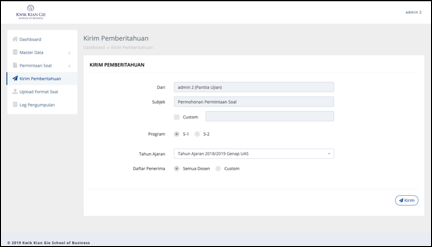 KWIK KIAN GIE
SCHOOL OF BUSINESS
admin 2
Dashboard
Master Data
Permintaan Soal
Kirim Pemberitahuan
Upload Format Soal
Log Pengumpulan
Kirim Pemberitahuan
Dashboard » Kirim Pemberitahuan
KIRIM PEMBERITAHUAN
Dari admin 2 (Panitia Ujian)
Subjek Permohonan Permintaan Soal
Custom
Program S-1 S-2
Tahun Ajaran Tahun Ajaran 2018/2019 Genap UAS
Daftar Penerima Semua Dosen Custom
Kirim
© 2019 Kwik Kian Gie School of Business